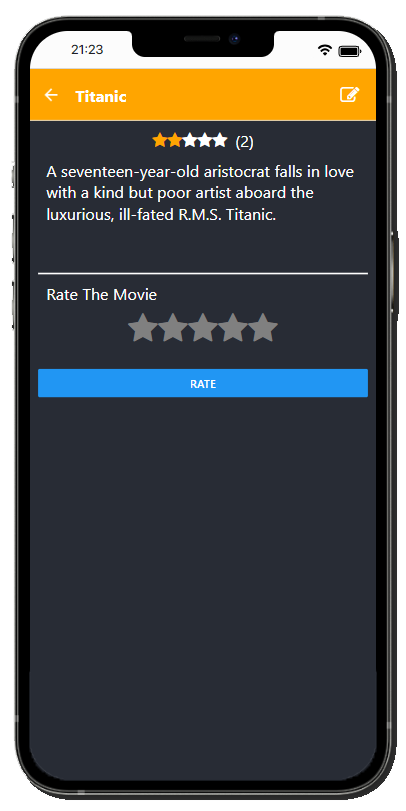 21:23
Titanic
(2)
A seventeen-year-old aristocrat falls in love
with a kind but poor artist aboard the
luxurious, ill-fated R.M.S. Titanic.
Rate The Movie
RATE